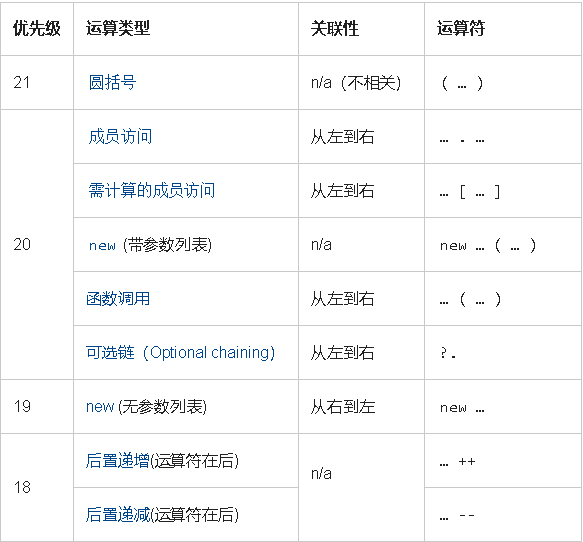 优先级 运算类型 关联性 运算符
21 圆括号 n/a（不相关） ( … )
成员访问 从左到右 … . …
需计算的成员访问 从左到右 … [ … ]
20 new (带参数列表) n/a new … ( … )
函数调用 从左到右 … ( … )
可选链（Optional chaining） 从左到右 ?.
19 new (无参数列表) 从右到左 new …
后置递增(运算符在后) … ++
18 n/a
后置递减(运算符在后) … --